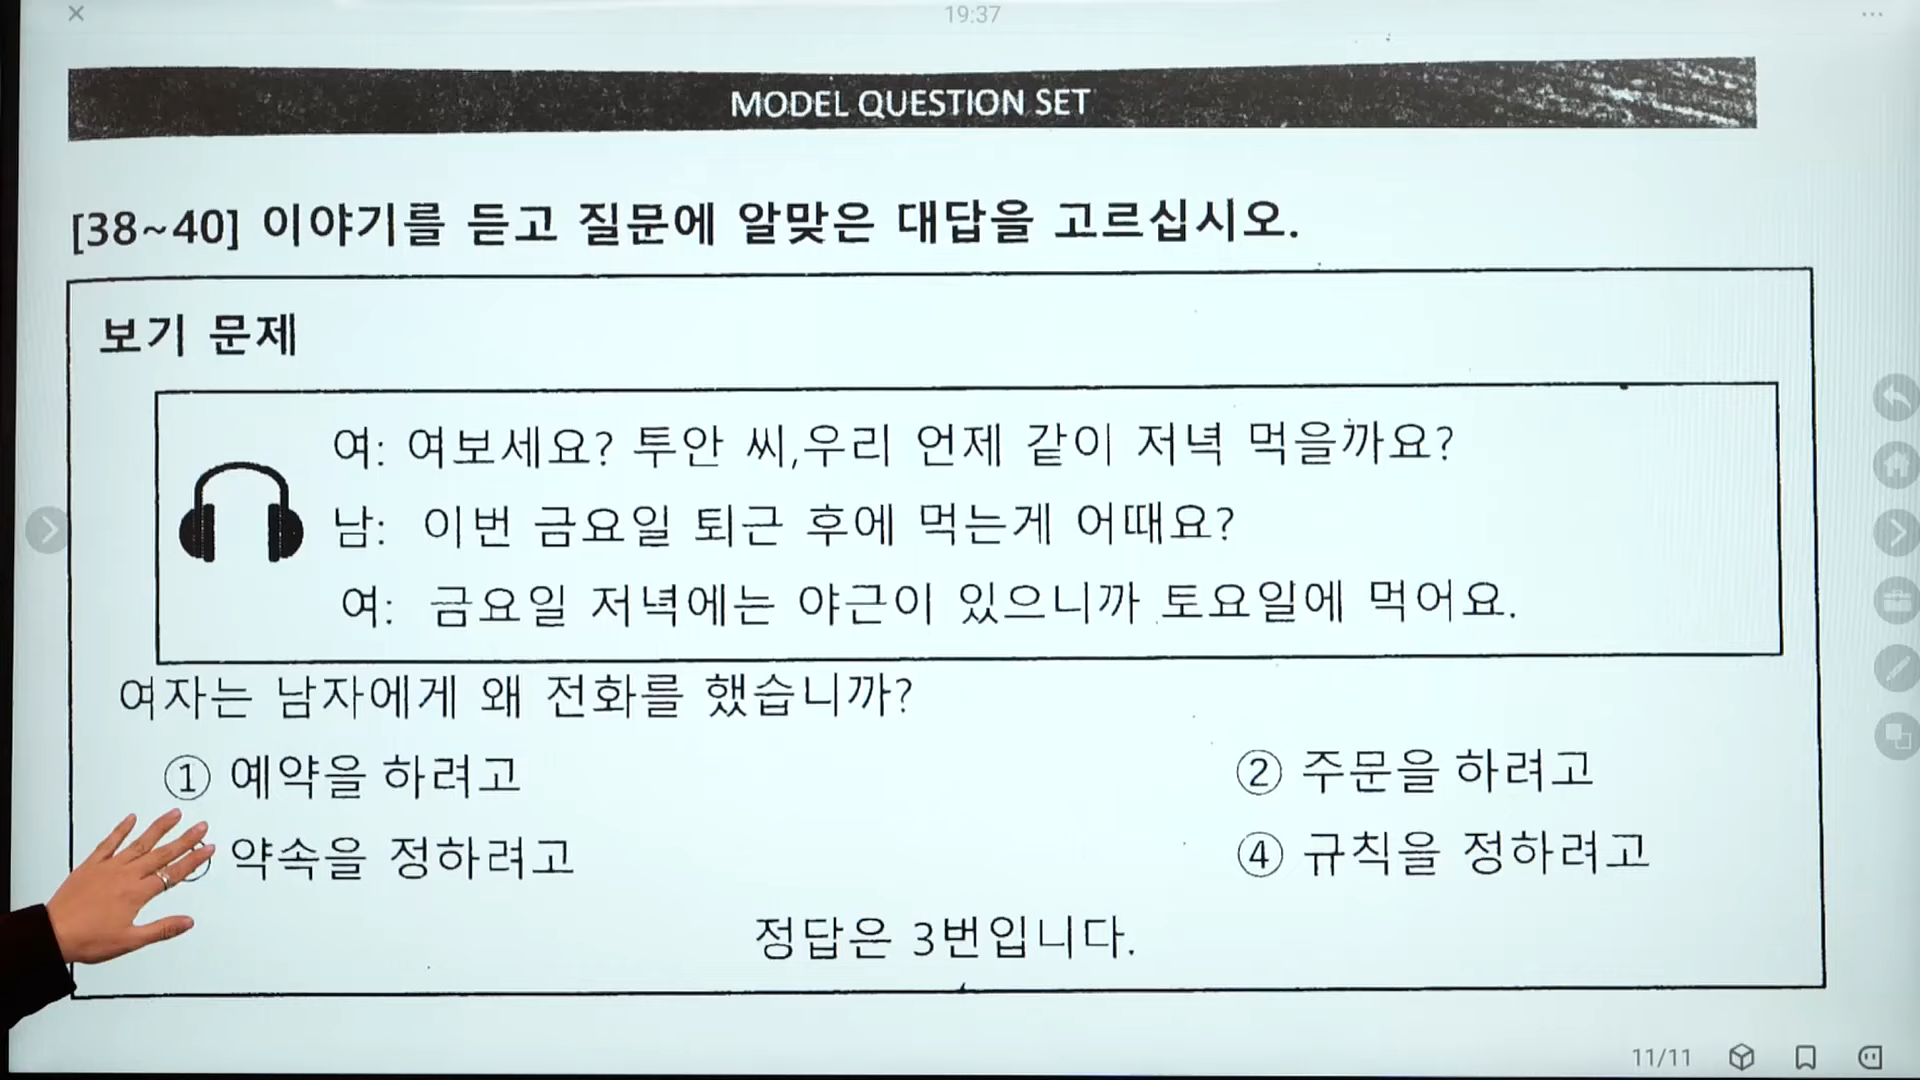 19:37
MODEL QUESTION SET
[38~40] 이야기를 듣고 질문에 알맞은 대답을 고르십시오.
보기 문제
여: 여보세요? 투안 씨,우리 언제 같이 저녁 먹을까요?
남: 이번 금요일 퇴근 후에 먹는게 어때요?
여: 금요일 저녁에는 야근이 있으니까 토요일에 먹어요.
여자는 남자에게 왜 전화를 했습니까?
① 예약을 하려고 ② 주문을 하려고
약속을 정하려고 ④ 규칙을 정하려고
정답은 3번입니다.
11/11